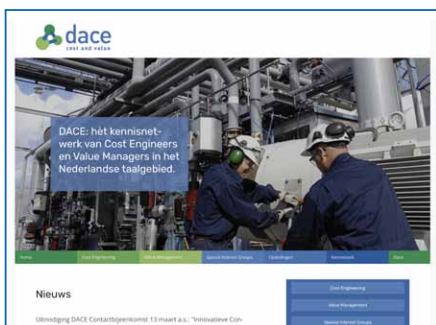 dace
cost and value
DACE: hét kennisnet-
werk van Cost Engineers
en Value Managers in het
Nederlandse taalgebied.
Home Cost Engineering Value Management Special Interest Groups Opleidingen Kennisbank Dace
Nieuws
Cost Engineering
Uitnodiging DACE Contactbijeenkomst 13 maart a.s.: "Innovatieve Con-
Value Management
Special Interest Groups